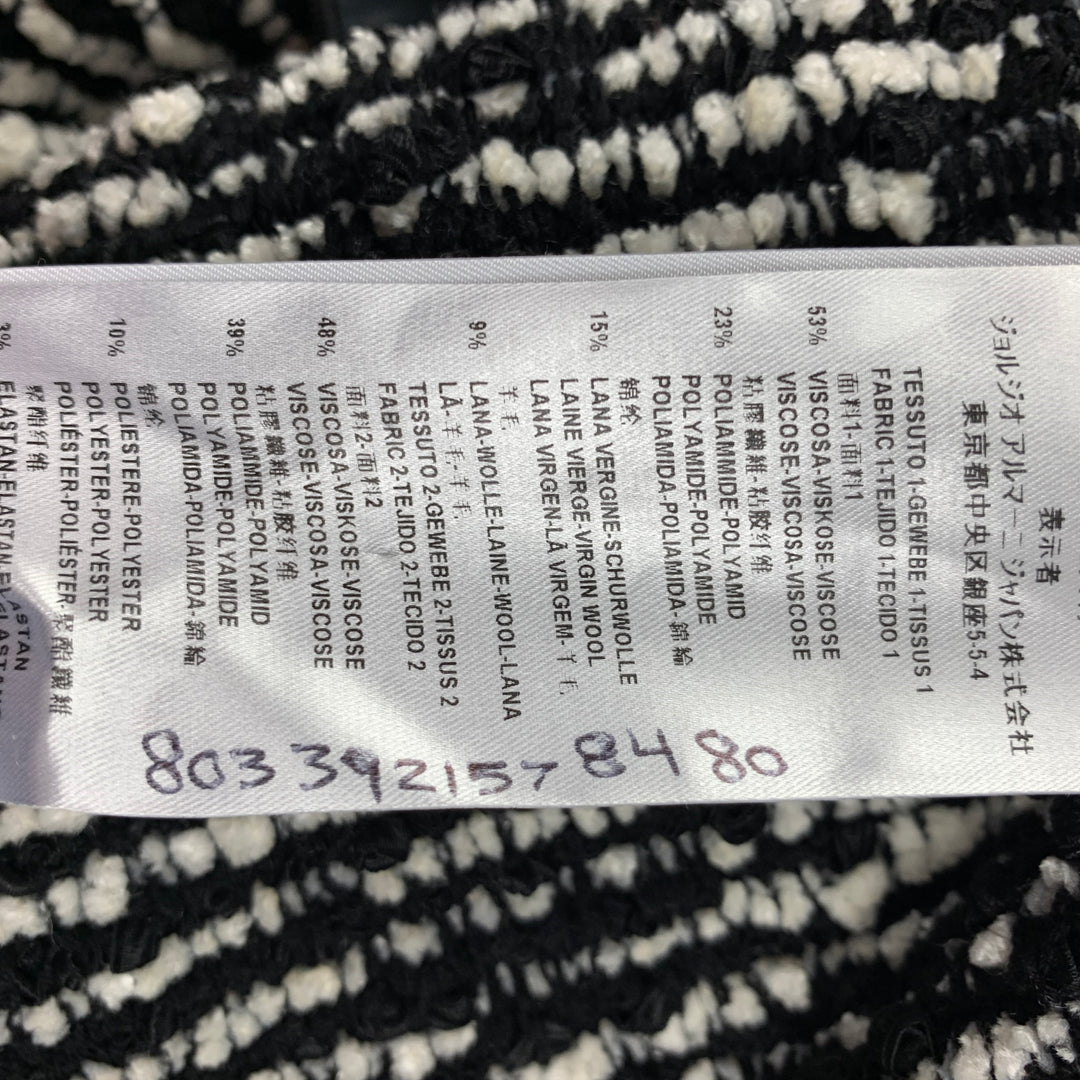 表示者
ジョルジオ アルマーニ ジャパン株式会社
東京都中央区銀座5-5-4
TESSUTO 1-GEWEBE 1-TISSUS 1
FABRIC 1-TEJIDO 1-TECIDO 1
面料1-面料1
53% VISCOSA-VISKOSE-VISCOSE
VISCOSE-VISCOSA-VISCOSE
粘膠纖維-粘胶纤维
23% POLIAMMIDE-POLYAMID
POLYAMIDE-POLYAMIDE
POLIAMIDA-POLIAMIDA-錦綸
锦纶
15% LANA VERGINE-SCHURWOLLE
LAINE VIERGE-VIRGIN WOOL
LANA VIRGEN-LÃ VIRGEM-羊毛
羊毛
9% LANA-WOLLE-LAINE-WOOL-LANA
LÃ-羊毛-羊毛
TESSUTO 2-GEWEBE 2-TISSUS 2
FABRIC 2-TEJIDO 2-TECIDO 2
面料2-面料2
48% VISCOSA-VISKOSE-VISCOSE
VISCOSE-VISCOSA-VISCOSE
粘膠纖維-粘胶纤维
39% POLIAMMIDE-POLYAMID
POLYAMIDE-POLYAMIDE
POLIAMIDA-POLIAMIDA-錦綸
锦纶
10% POLIESTERE-POLYESTER
POLYESTER-POLYESTER
POLIÉSTER-POLIÉSTER-聚酯纖維
聚酯纤维
3% ELASTAN-ELASTAN
80339215784 80